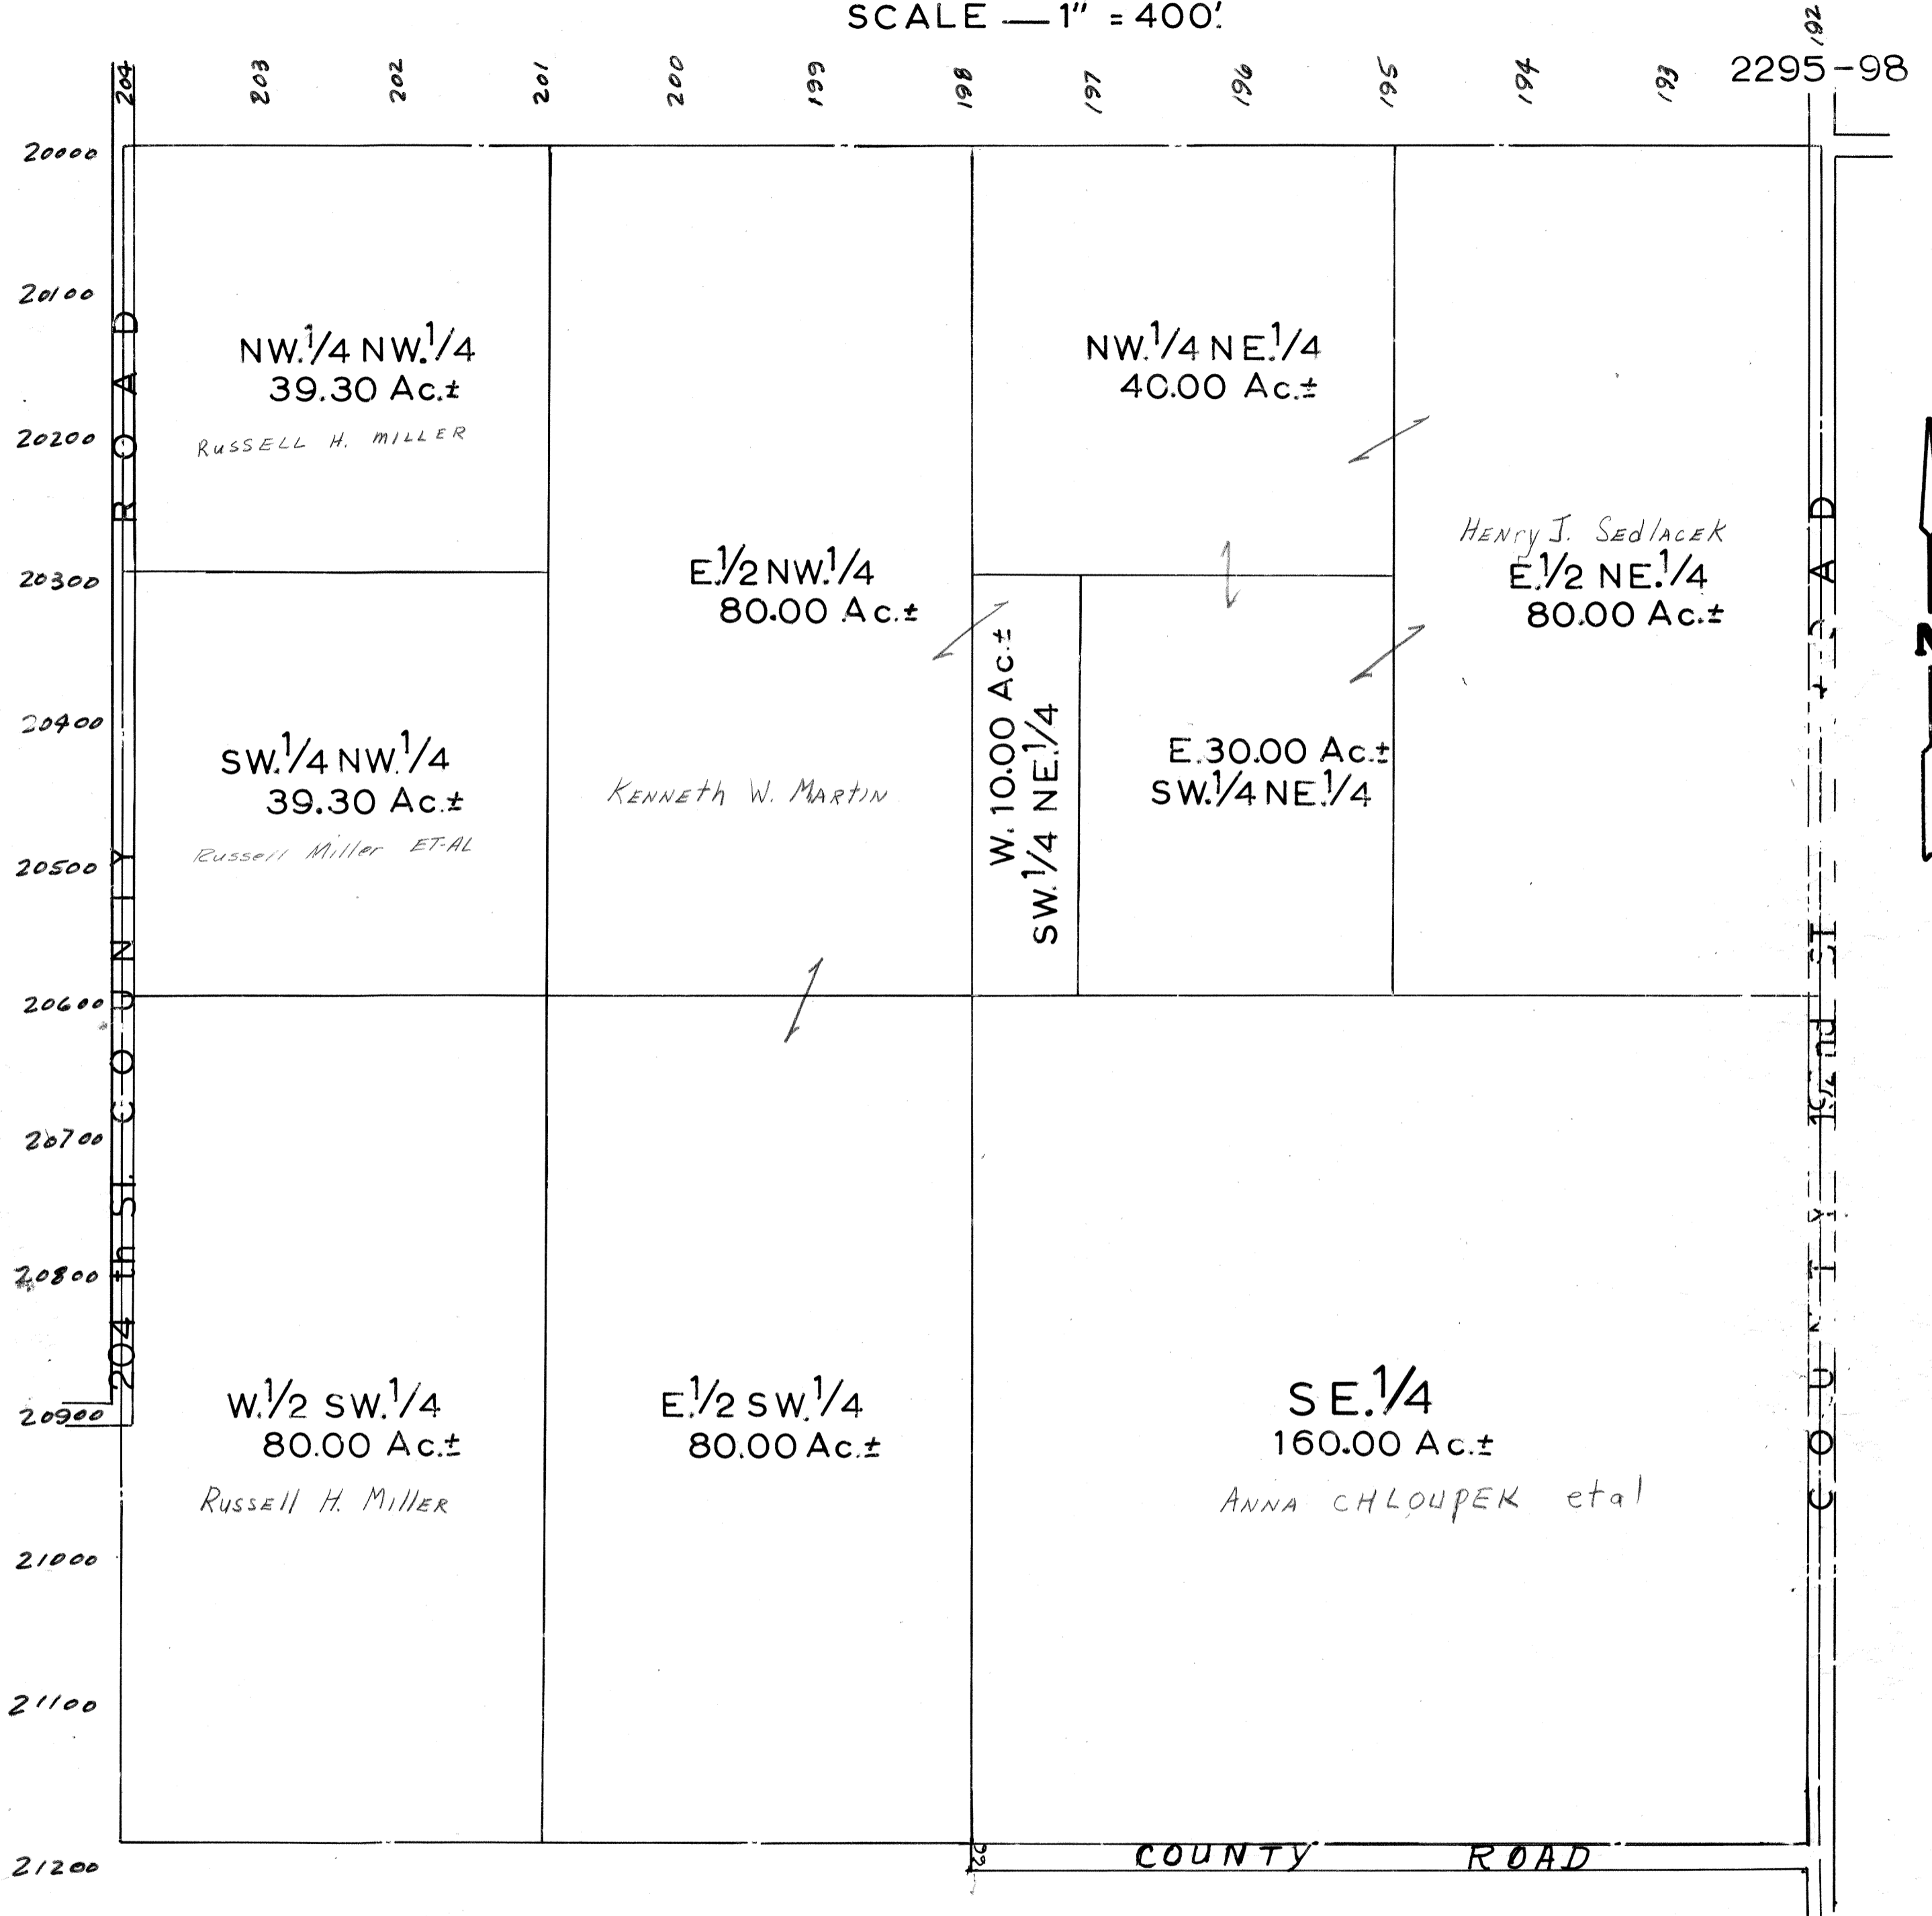 SCALE — 1" = 400'.
204 203 202 201 200 199 198 197 196 195 194 193 192
2295-98
20000
20100
20200
20300
20400
20500
20600
20700
20800
20900
21000
21100
21200
204 th St. COUNTY ROAD
NW.1/4 NW.1/4
39.30 Ac.±
RUSSELL H. MILLER
SW.1/4 NW.1/4
39.30 Ac.±
Russell Miller ET-AL
E.1/2 NW.1/4
80.00 Ac.±
KENNEth W. MARtIN
NW.1/4 NE.1/4
40.00 Ac.±
W. 10.00 Ac.±
SW.1/4 NE.1/4
E.30.00 Ac.±
SW.1/4 NE.1/4
HENry J. SEdlACEK
E.1/2 NE.1/4
80.00 Ac.±
N
W.1/2 SW.1/4
80.00 Ac.±
RUSSEll H. MIllER
E.1/2 SW.1/4
80.00 Ac.±
SE.1/4
160.00 Ac.±
ANNA CHLOUPEK etal
COUNTY 192nd ST.
COUNTY ROAD